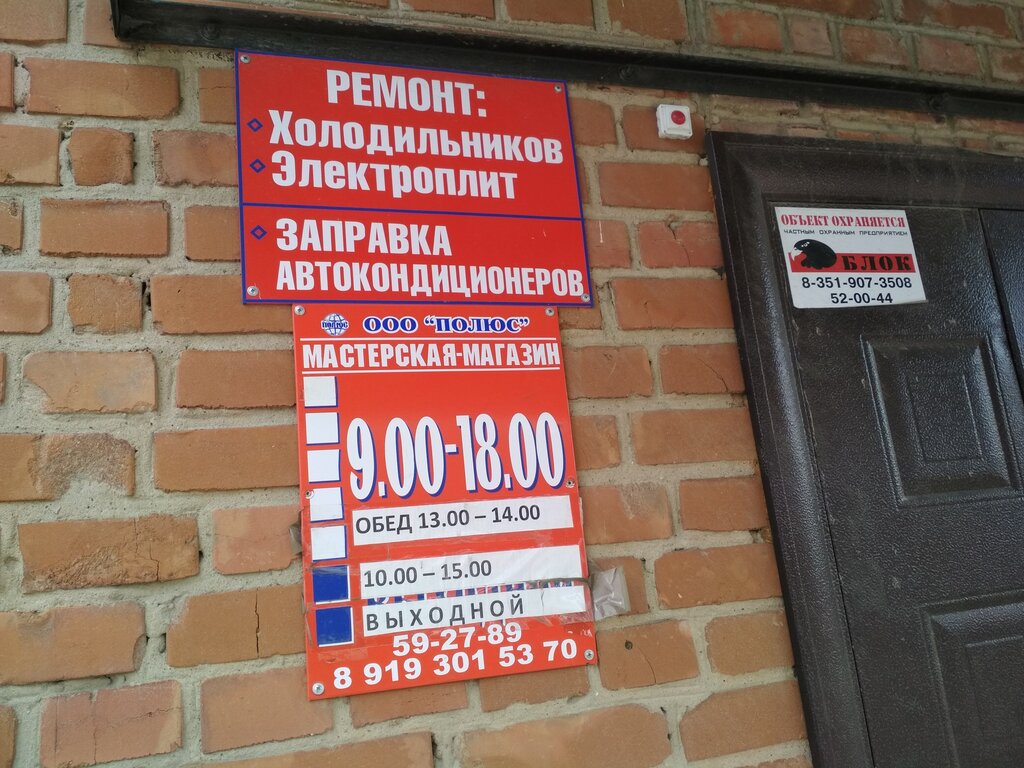 РЕМОНТ:
ХОЛОДИЛЬНИКОВ
ЭЛЕКТРОПЛИТ
ЗАПРАВКА
АВТОКОНДИЦИОНЕРОВ
ПОЛЮС
ООО "ПОЛЮС"
МАСТЕРСКАЯ-МАГАЗИН
9.00-18.00
ОБЕД 13.00 – 14.00
10.00 – 15.00
ВЫХОДНОЙ
59-27-89
8 919 301 53 70
ОБЪЕКТ ОХРАНЯЕТСЯ
ЧАСТНЫМ ОХРАННЫМ ПРЕДПРИЯТИЕМ
БЛОК
8-351-907-3508
52-00-44